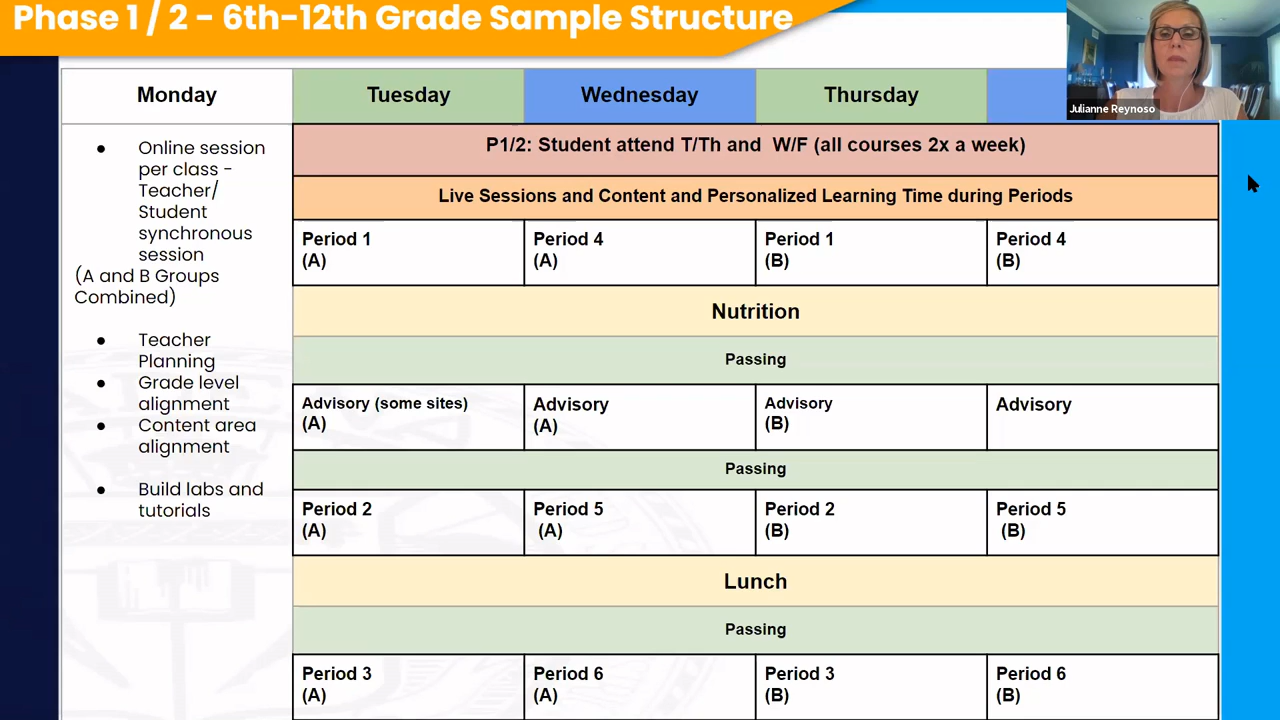 Phase 1 / 2 - 6th-12th Grade Sample Structure
Julianne Reynoso
Monday
Tuesday
Wednesday
Thursday
● Online session
per class -
Teacher/
Student
synchronous
session
(A and B Groups
Combined)
● Teacher
Planning
● Grade level
alignment
● Content area
alignment
● Build labs and
tutorials
P1/2: Student attend T/Th and W/F (all courses 2x a week)
Live Sessions and Content and Personalized Learning Time during Periods
Period 1
(A)
Period 4
(A)
Period 1
(B)
Period 4
(B)
Nutrition
Passing
Advisory (some sites)
(A)
Advisory
(A)
Advisory
(B)
Advisory
Passing
Period 2
(A)
Period 5
(A)
Period 2
(B)
Period 5
(B)
Lunch
Passing
Period 3
(A)
Period 6
(A)
Period 3
(B)
Period 6
(B)